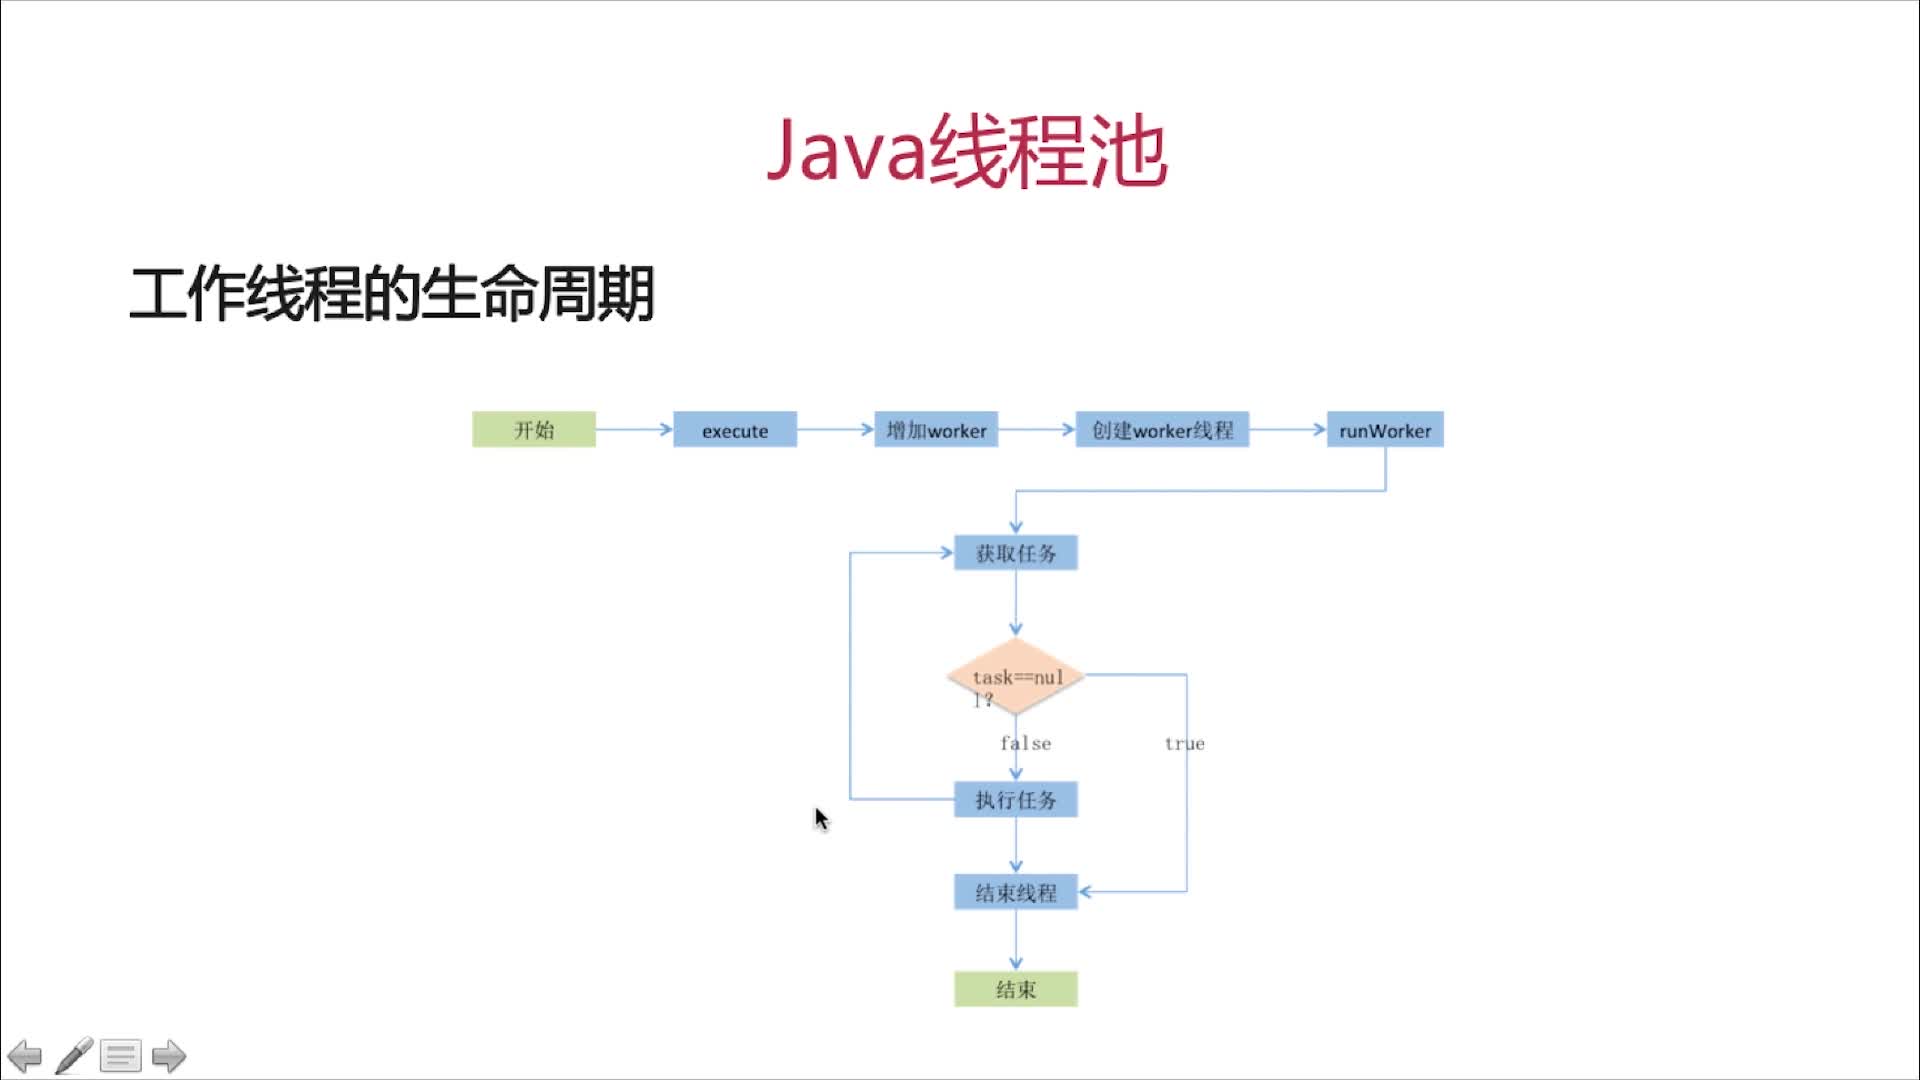 Java线程池
工作线程的生命周期
开始
execute
增加worker
创建worker线程
runWorker
获取任务
task==nul
l?
false
true
执行任务
结束线程
结束